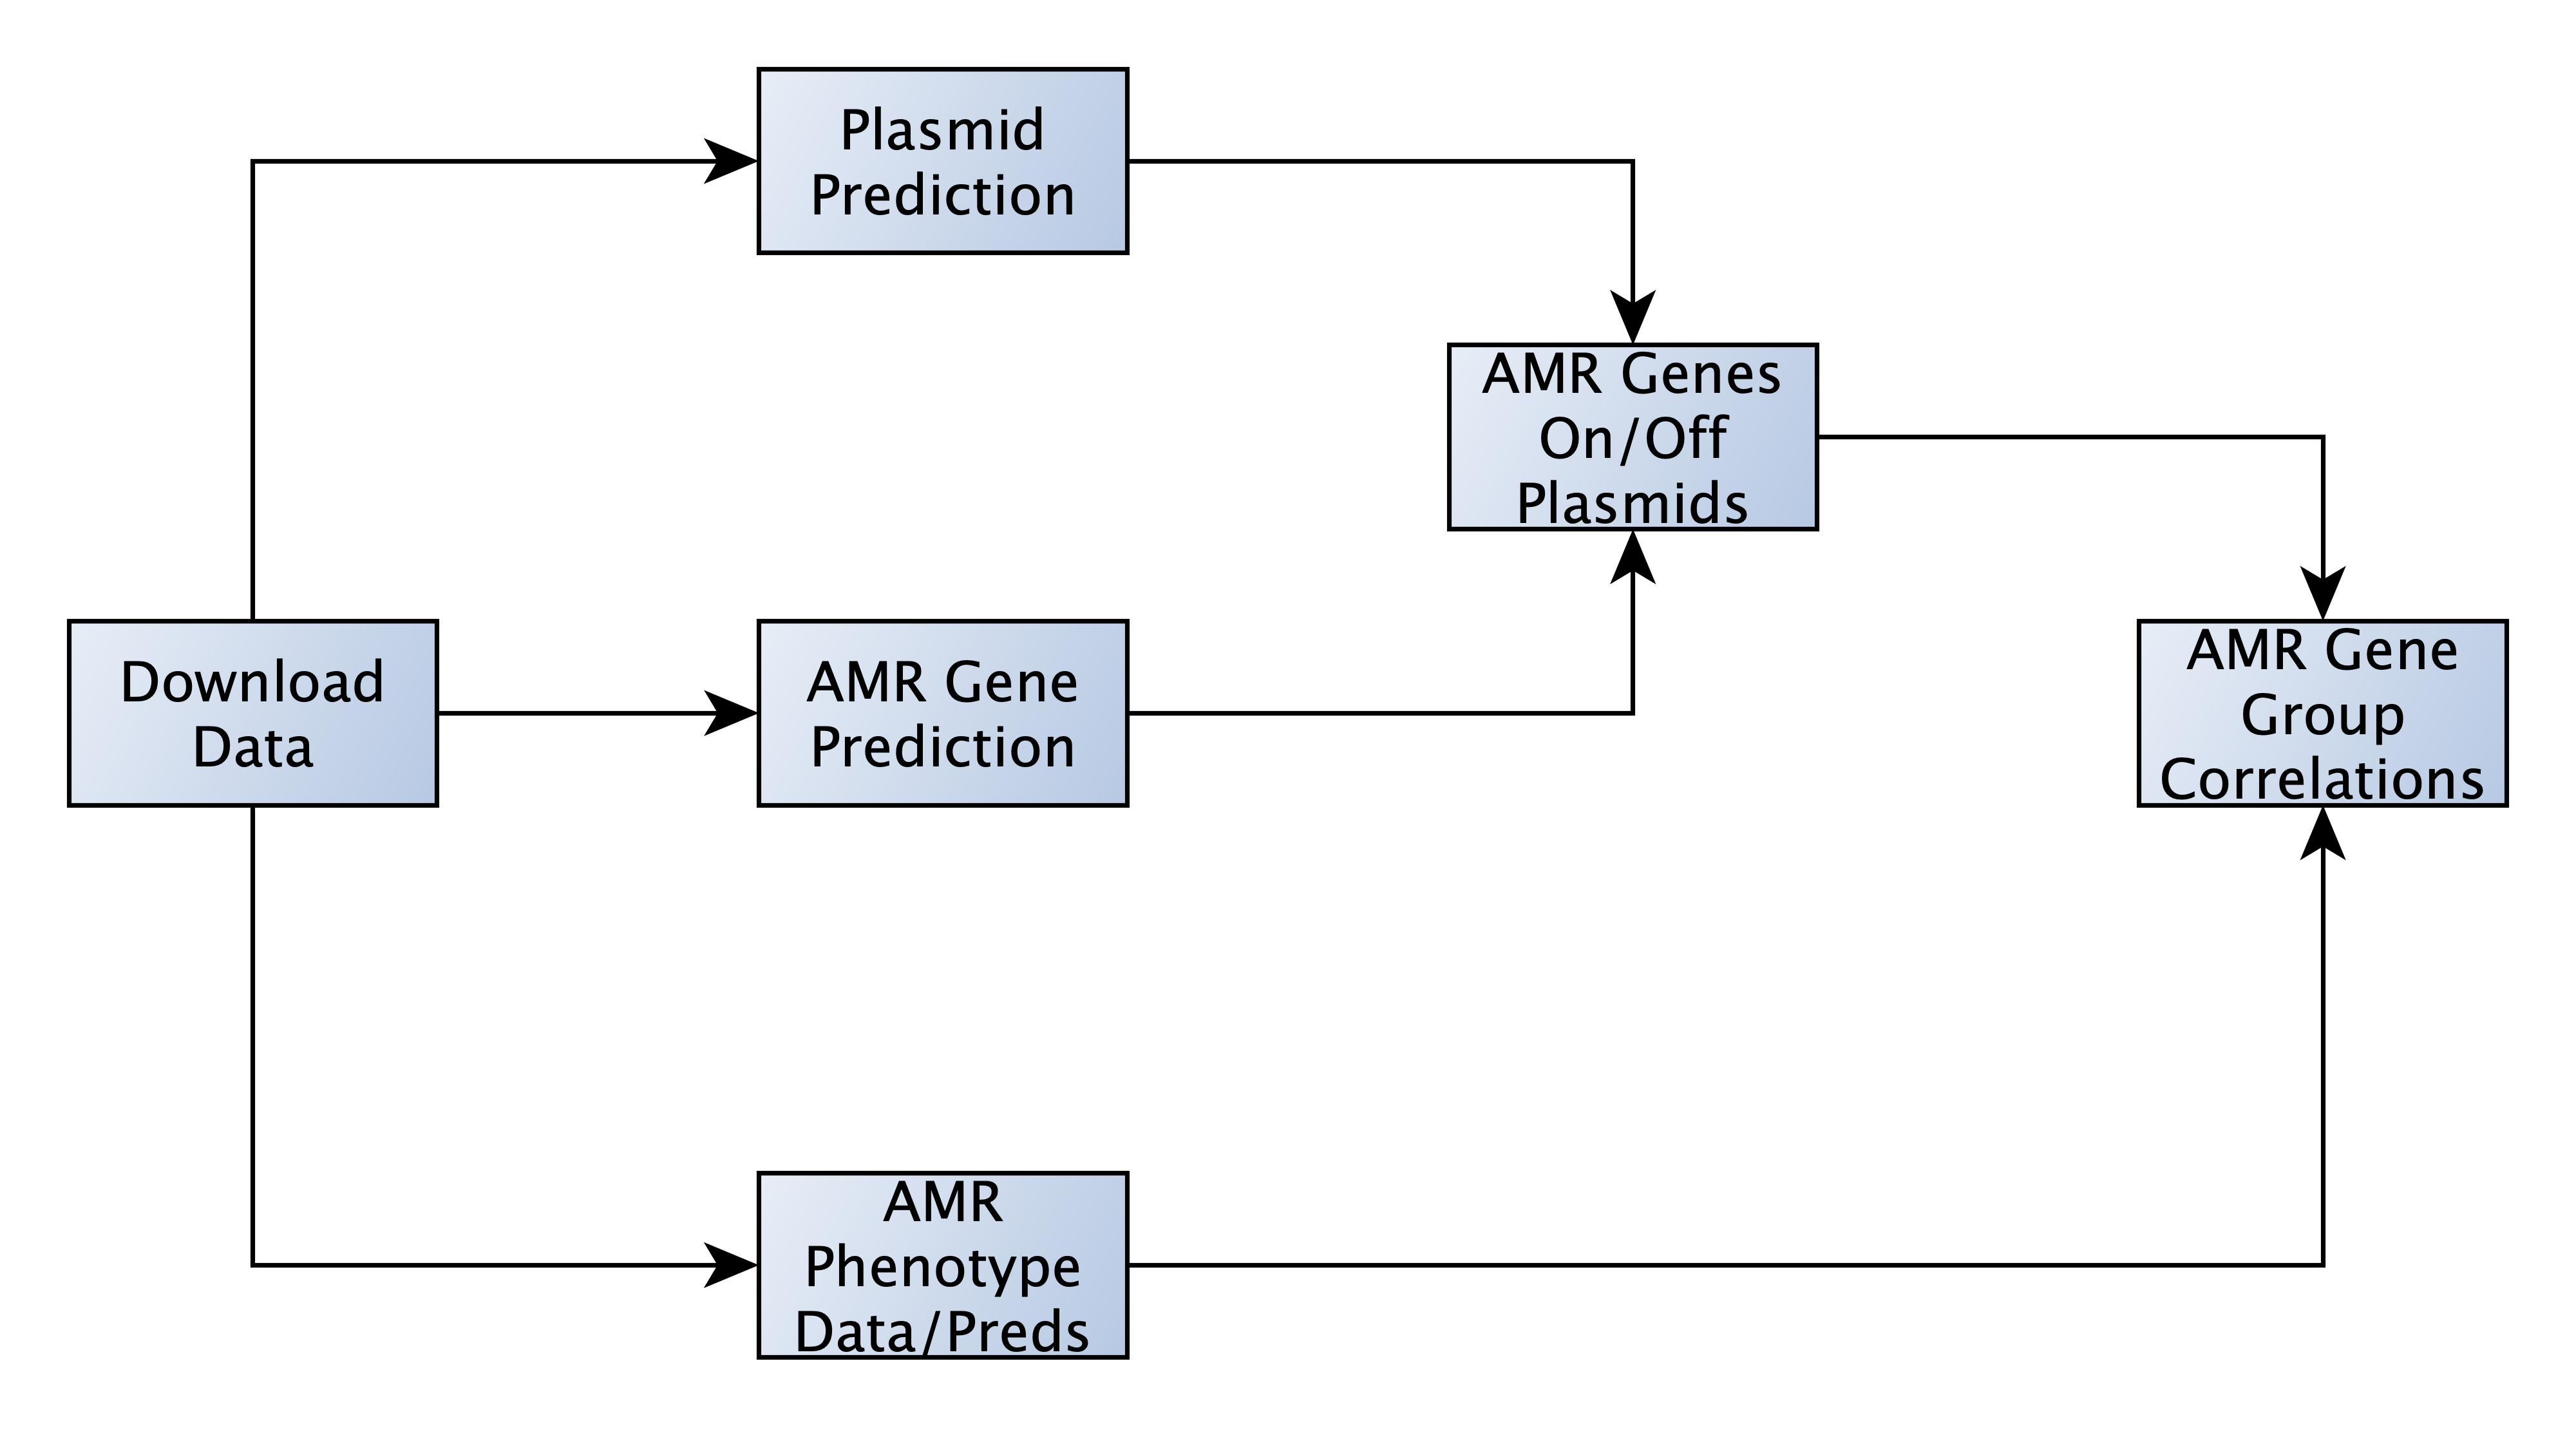 Plasmid
Prediction
AMR Genes
On/Off
Plasmids
Download
Data
AMR Gene
Prediction
AMR Gene
Group
Correlations
AMR
Phenotype
Data/Preds